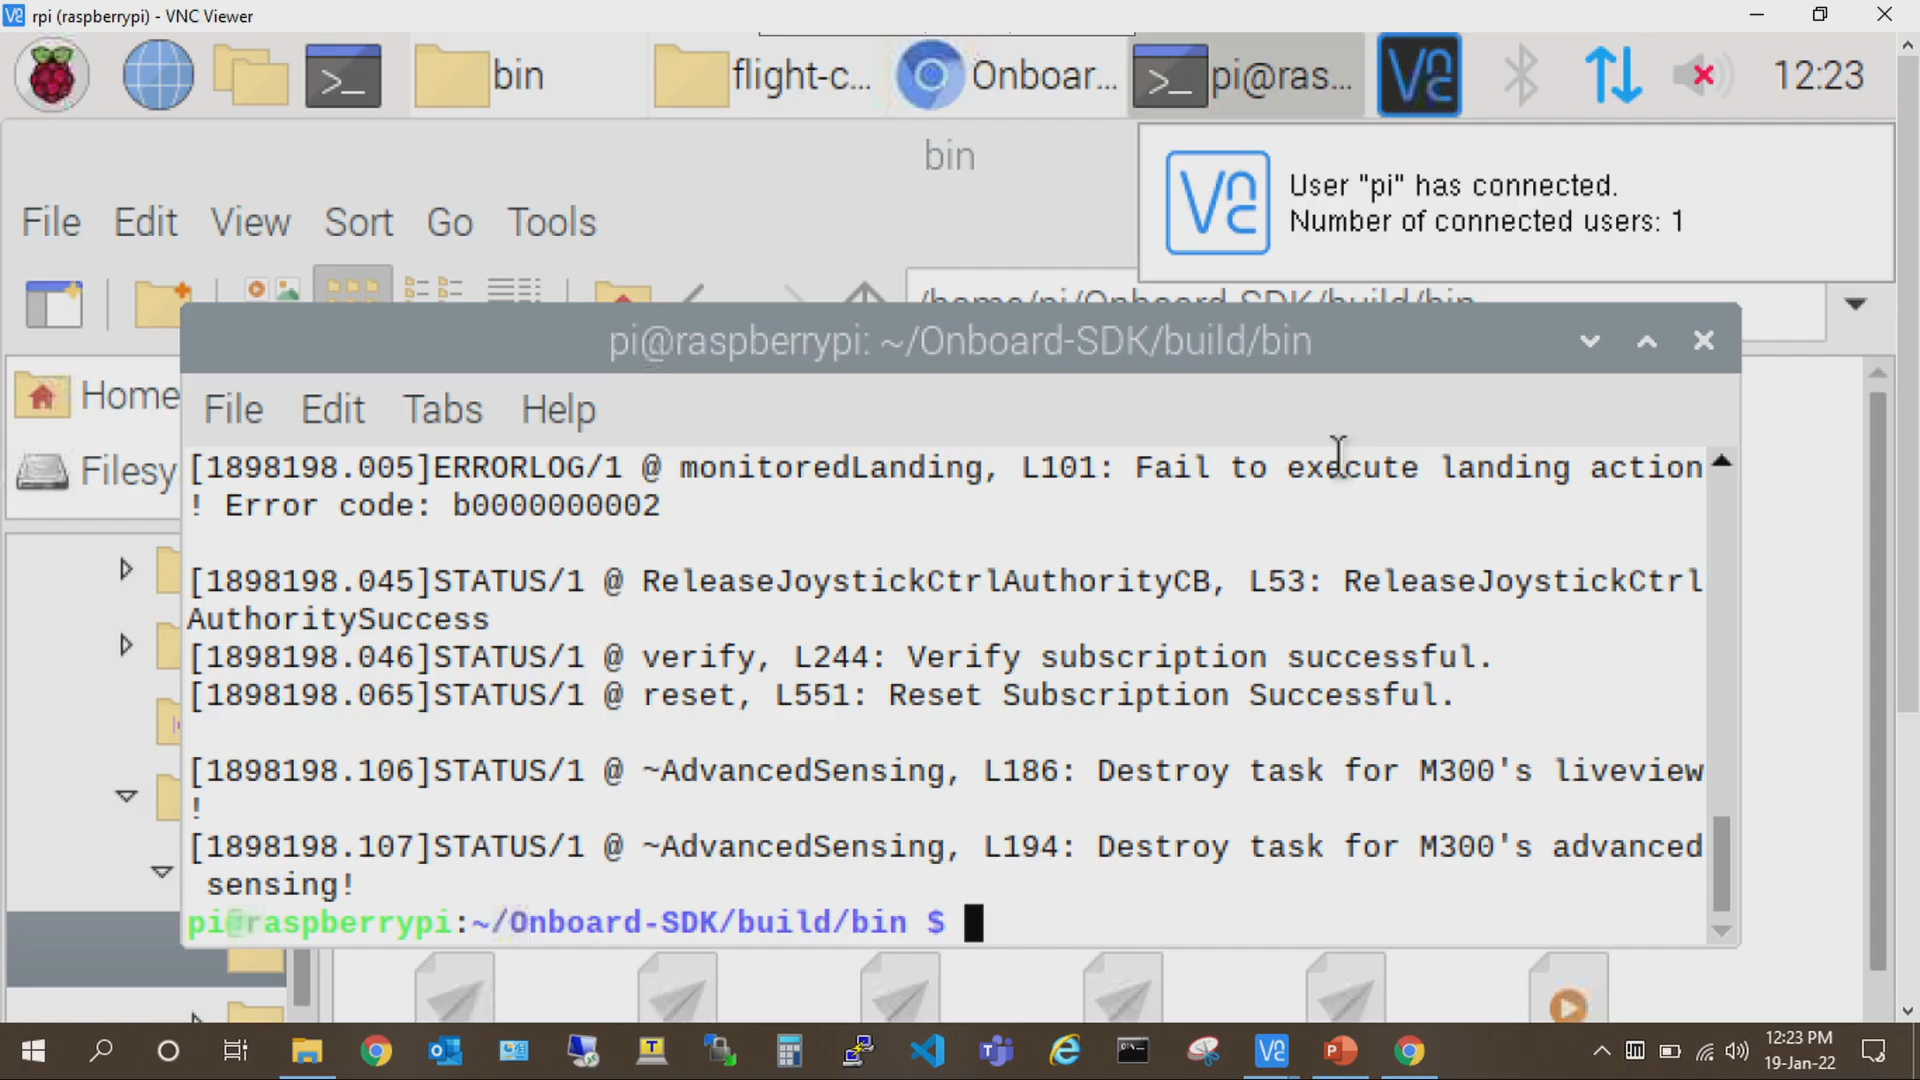 rpi (raspberrypi) - VNC Viewer
bin
flight-c...
Onboar...
pi@ras...
12:23
bin
User "pi" has connected.
Number of connected users: 1
File Edit View Sort Go Tools
/home/pi/Onboard-SDK/build/bin
pi@raspberrypi: ~/Onboard-SDK/build/bin
Home
File Edit Tabs Help
Filesy
[1898198.005]ERRORLOG/1 @ monitoredLanding, L101: Fail to execute landing action
! Error code: b0000000002
[1898198.045]STATUS/1 @ ReleaseJoystickCtrlAuthorityCB, L53: ReleaseJoystickCtrl
AuthoritySuccess
[1898198.046]STATUS/1 @ verify, L244: Verify subscription successful.
[1898198.065]STATUS/1 @ reset, L551: Reset Subscription Successful.
[1898198.106]STATUS/1 @ ~AdvancedSensing, L186: Destroy task for M300's liveview
!
[1898198.107]STATUS/1 @ ~AdvancedSensing, L194: Destroy task for M300's advanced
 sensing!
pi@raspberrypi:~/Onboard-SDK/build/bin $
12:23 PM
19-Jan-22